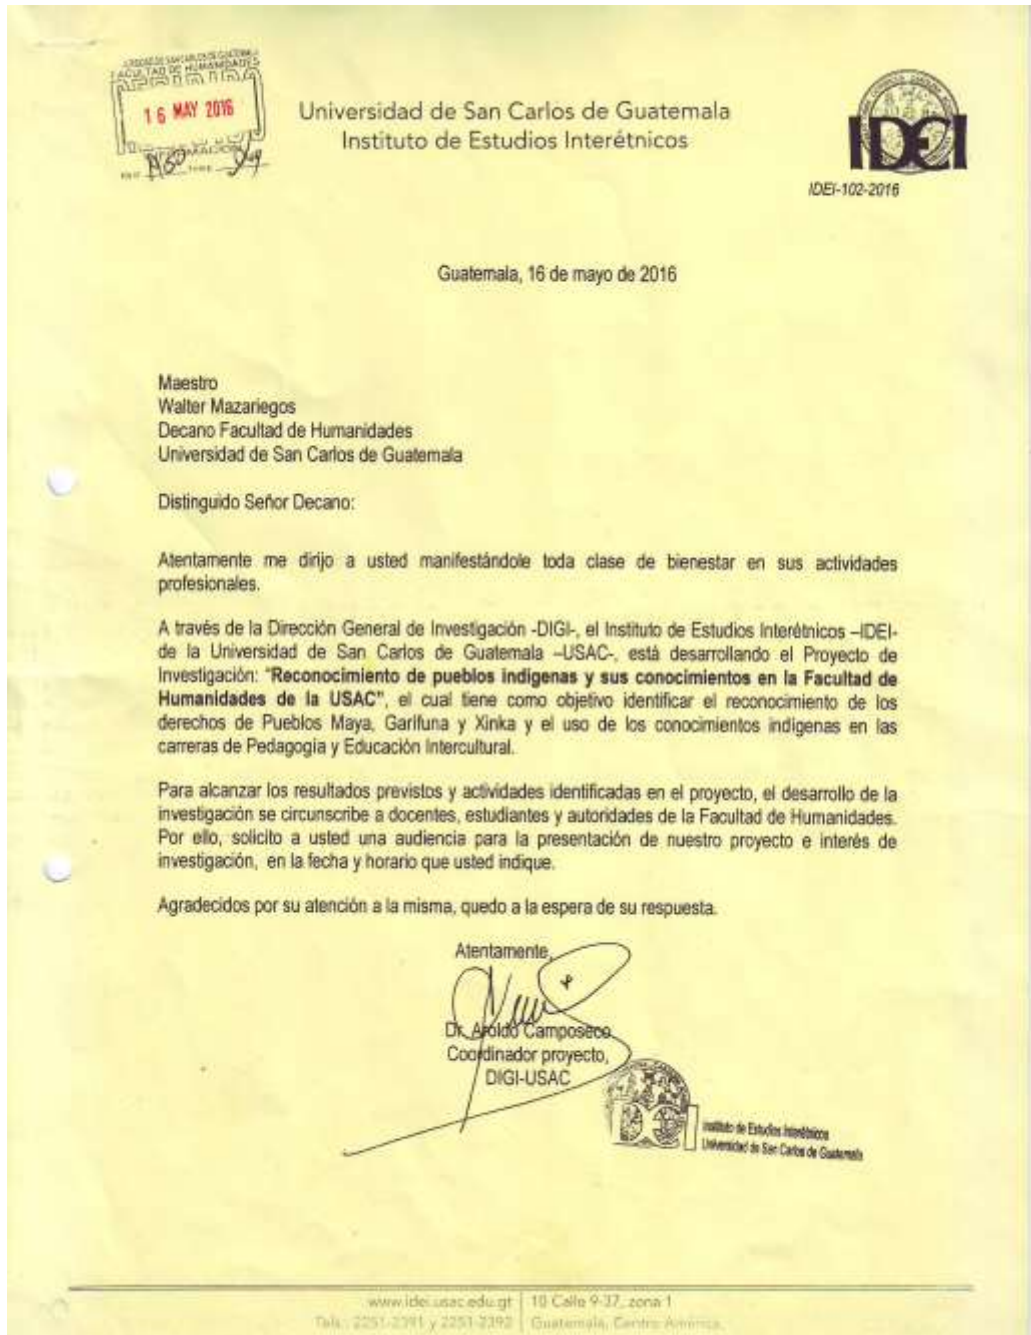 FACULTAD DE HUMANIDADES
16 MAY 2016
Universidad de San Carlos de Guatemala
Instituto de Estudios Interétnicos
IDEI
IDEI-102-2016
Guatemala, 16 de mayo de 2016
Maestro
Walter Mazariegos
Decano Facultad de Humanidades
Universidad de San Carlos de Guatemala
Distinguido Señor Decano:
Atentamente me dirijo a usted manifestándole toda clase de bienestar en sus actividades
profesionales.
A través de la Dirección General de Investigación -DIGI-, el Instituto de Estudios Interétnicos –IDEI-
de la Universidad de San Carlos de Guatemala –USAC-, está desarrollando el Proyecto de
Investigación: "Reconocimiento de pueblos indígenas y sus conocimientos en la Facultad de
Humanidades de la USAC", el cual tiene como objetivo identificar el reconocimiento de los
derechos de Pueblos Maya, Garífuna y Xinka y el uso de los conocimientos indígenas en las
carreras de Pedagogía y Educación Intercultural.
Para alcanzar los resultados previstos y actividades identificadas en el proyecto, el desarrollo de la
investigación se circunscribe a docentes, estudiantes y autoridades de la Facultad de Humanidades.
Por ello, solicito a usted una audiencia para la presentación de nuestro proyecto e interés de
investigación, en la fecha y horario que usted indique.
Agradecidos por su atención a la misma, quedo a la espera de su respuesta.
Atentamente,
Dr. Aroldo Camposeco
Coordinador proyecto,
DIGI-USAC
Instituto de Estudios Interétnicos
Universidad de San Carlos de Guatemala
www.idei.usac.edu.gt | 10 Calle 9-37, zona 1
Tels.: 2251-2391 y 2251-2392 | Guatemala, Centro América.